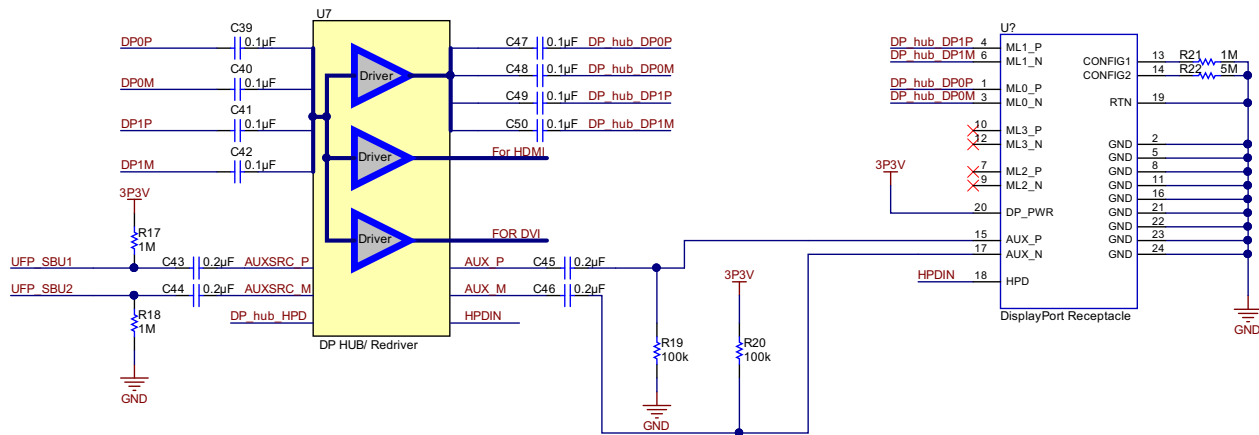 U7
C39
DP0P
0.1µF
C40
DP0M
0.1µF
C41
DP1P
0.1µF
C42
DP1M
0.1µF
3P3V
R17
1M
UFP_SBU1
C43
0.2µF
AUXSRC_P
UFP_SBU2
C44
0.2µF
AUXSRC_M
R18
1M
GND
DP_hub_HPD
Driver
Driver
Driver
C47
0.1µF
DP_hub_DP0P
C48
0.1µF
DP_hub_DP0M
C49
0.1µF
DP_hub_DP1P
C50
0.1µF
DP_hub_DP1M
For HDMI
FOR DVI
AUX_P
C45
0.2µF
AUX_M
C46
0.2µF
HPDIN
DP HUB/ Redriver
R19
100k
GND
3P3V
R20
100k
U?
DP_hub_DP1P
4
ML1_P
DP_hub_DP1M
6
ML1_N
DP_hub_DP0P
1
ML0_P
DP_hub_DP0M
3
ML0_N
10
ML3_P
12
ML3_N
7
ML2_P
9
ML2_N
3P3V
20
DP_PWR
15
AUX_P
17
AUX_N
HPDIN
18
HPD
CONFIG1
13
R21
1M
CONFIG2
14
R22
5M
RTN
19
GND
2
GND
5
GND
8
GND
11
GND
16
GND
21
GND
22
GND
23
GND
24
DisplayPort Receptacle
GND